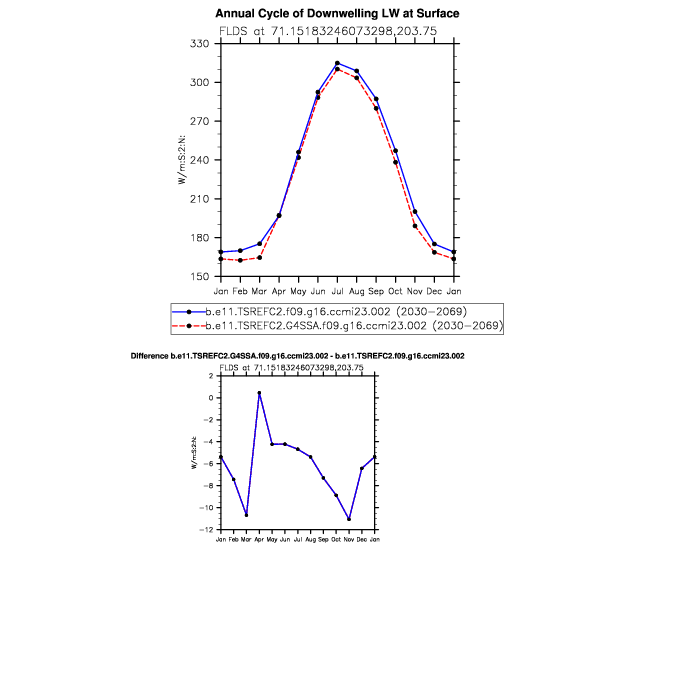 Annual Cycle of Downwelling LW at Surface
FLDS at 71.15183246073298,203.75
330
300
270
240
210
180
150
W/m:S:2:N:
Jan Feb Mar Apr May Jun Jul Aug Sep Oct Nov Dec Jan
b.e11.TSREFC2.f09.g16.ccmi23.002 (2030-2069)
b.e11.TSREFC2.G4SSA.f09.g16.ccmi23.002 (2030-2069)
Difference b.e11.TSREFC2.G4SSA.f09.g16.ccmi23.002 - b.e11.TSREFC2.f09.g16.ccmi23.002
FLDS at 71.15183246073298,203.75
2
0
-2
-4
-6
-8
-10
-12
W/m:S:2:N:
Jan Feb Mar Apr May Jun Jul Aug Sep Oct Nov Dec Jan